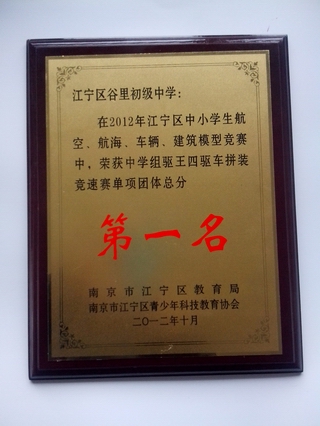 江宁区谷里初级中学:
在2012年江宁区中小学生航
空、航海、车辆、建筑模型竞赛
中，荣获中学组驱王四驱车拼装
竞速赛单项团体总分
第一名
南京市江宁区教育局
南京市江宁区青少年科技教育协会
二〇一二年十月